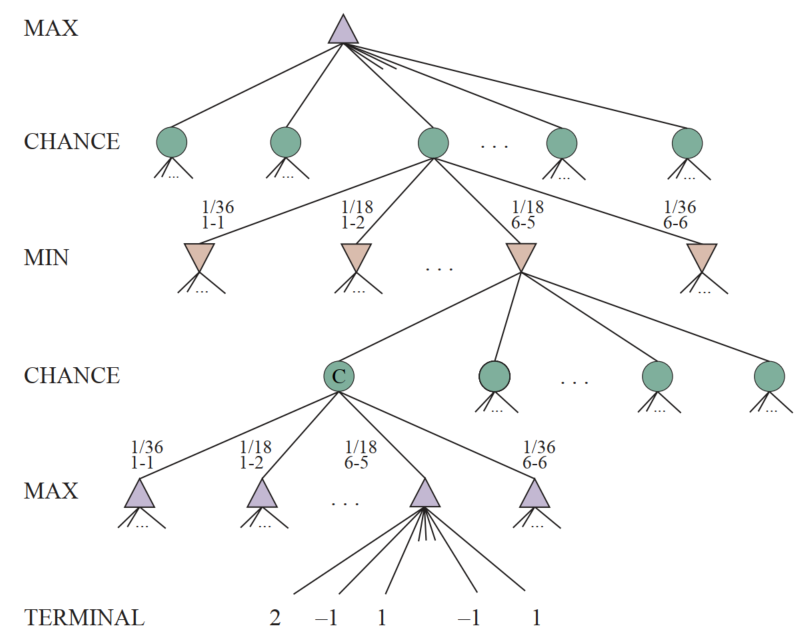 MAX
CHANCE
...
... ... ... ... ...
1/36 1/18 1/18 1/36
1-1 1-2 6-5 6-6
MIN
...
... ... ... ...
CHANCE
C
...
... ... ...
1/36 1/18 1/18 1/36
1-1 1-2 6-5 6-6
MAX
...
... ... ...
TERMINAL 2 –1 1 –1 1